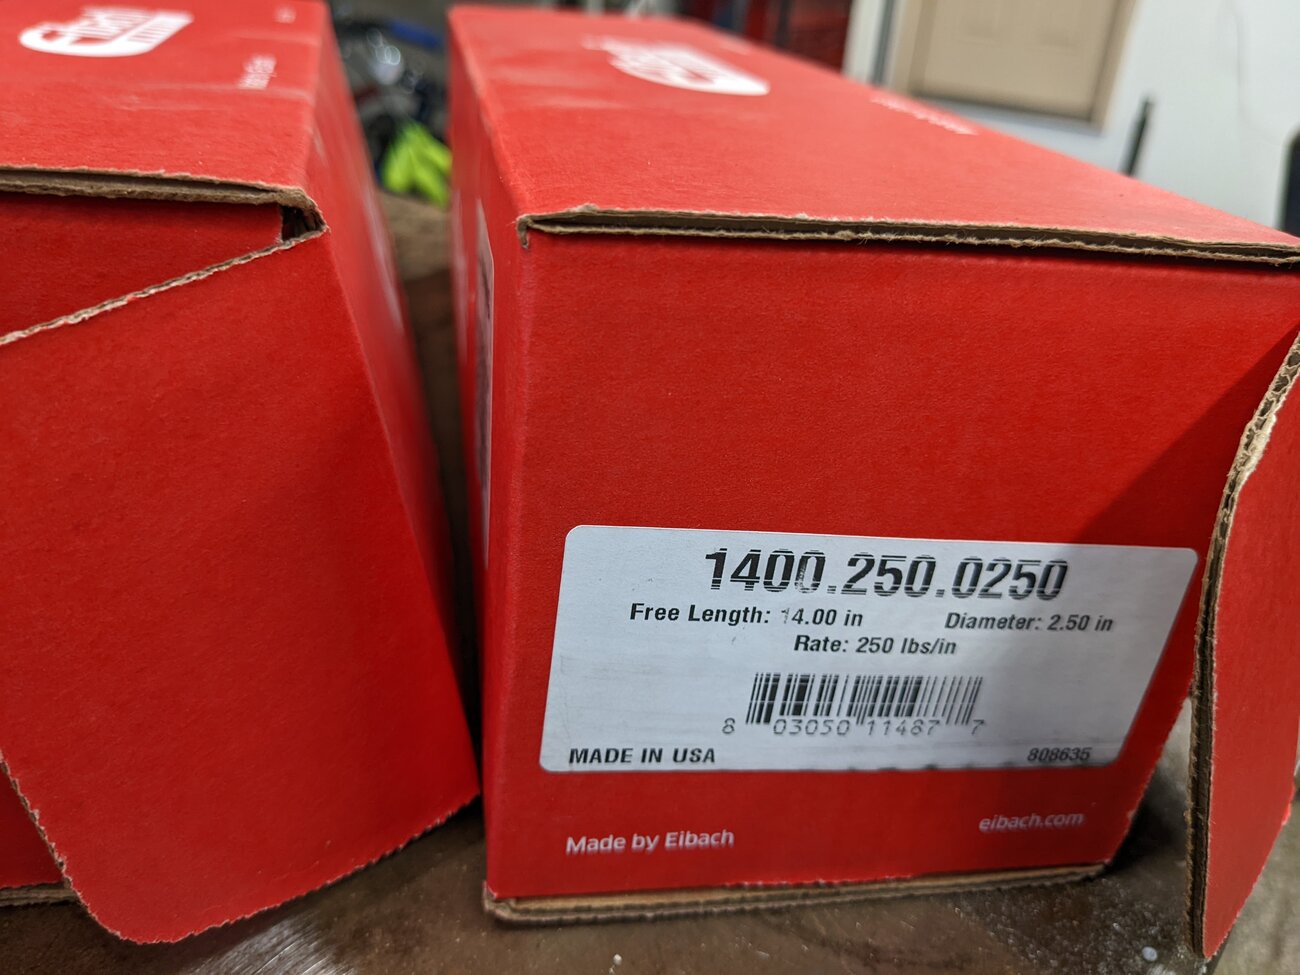 1400.250.0250
Free Length: 14.00 in
Diameter: 2.50 in
Rate: 250 lbs/in
8 03050 11487 7
MADE IN USA
808635
Made by Eibach
eibach.com